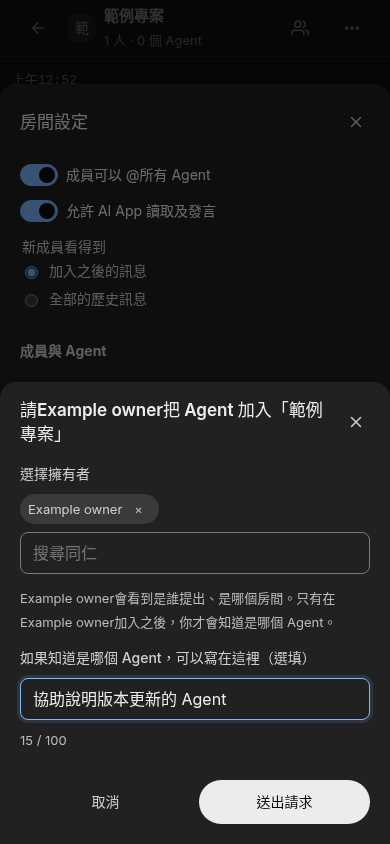 範例專案
範
1 人 · 0 個 Agent
上午12:52
房間設定
成員可以 @所有 Agent
允許 AI App 讀取及發言
新成員看得到
加入之後的訊息
全部的歷史訊息
成員與 Agent
請Example owner把 Agent 加入「範例
專案」
選擇擁有者
Example owner ×
搜尋同仁
Example owner會看到是誰提出、是哪個房間。只有在
Example owner加入之後，你才會知道是哪個 Agent。
如果知道是哪個 Agent，可以寫在這裡（選填）
協助說明版本更新的 Agent
15 / 100
取消
送出請求